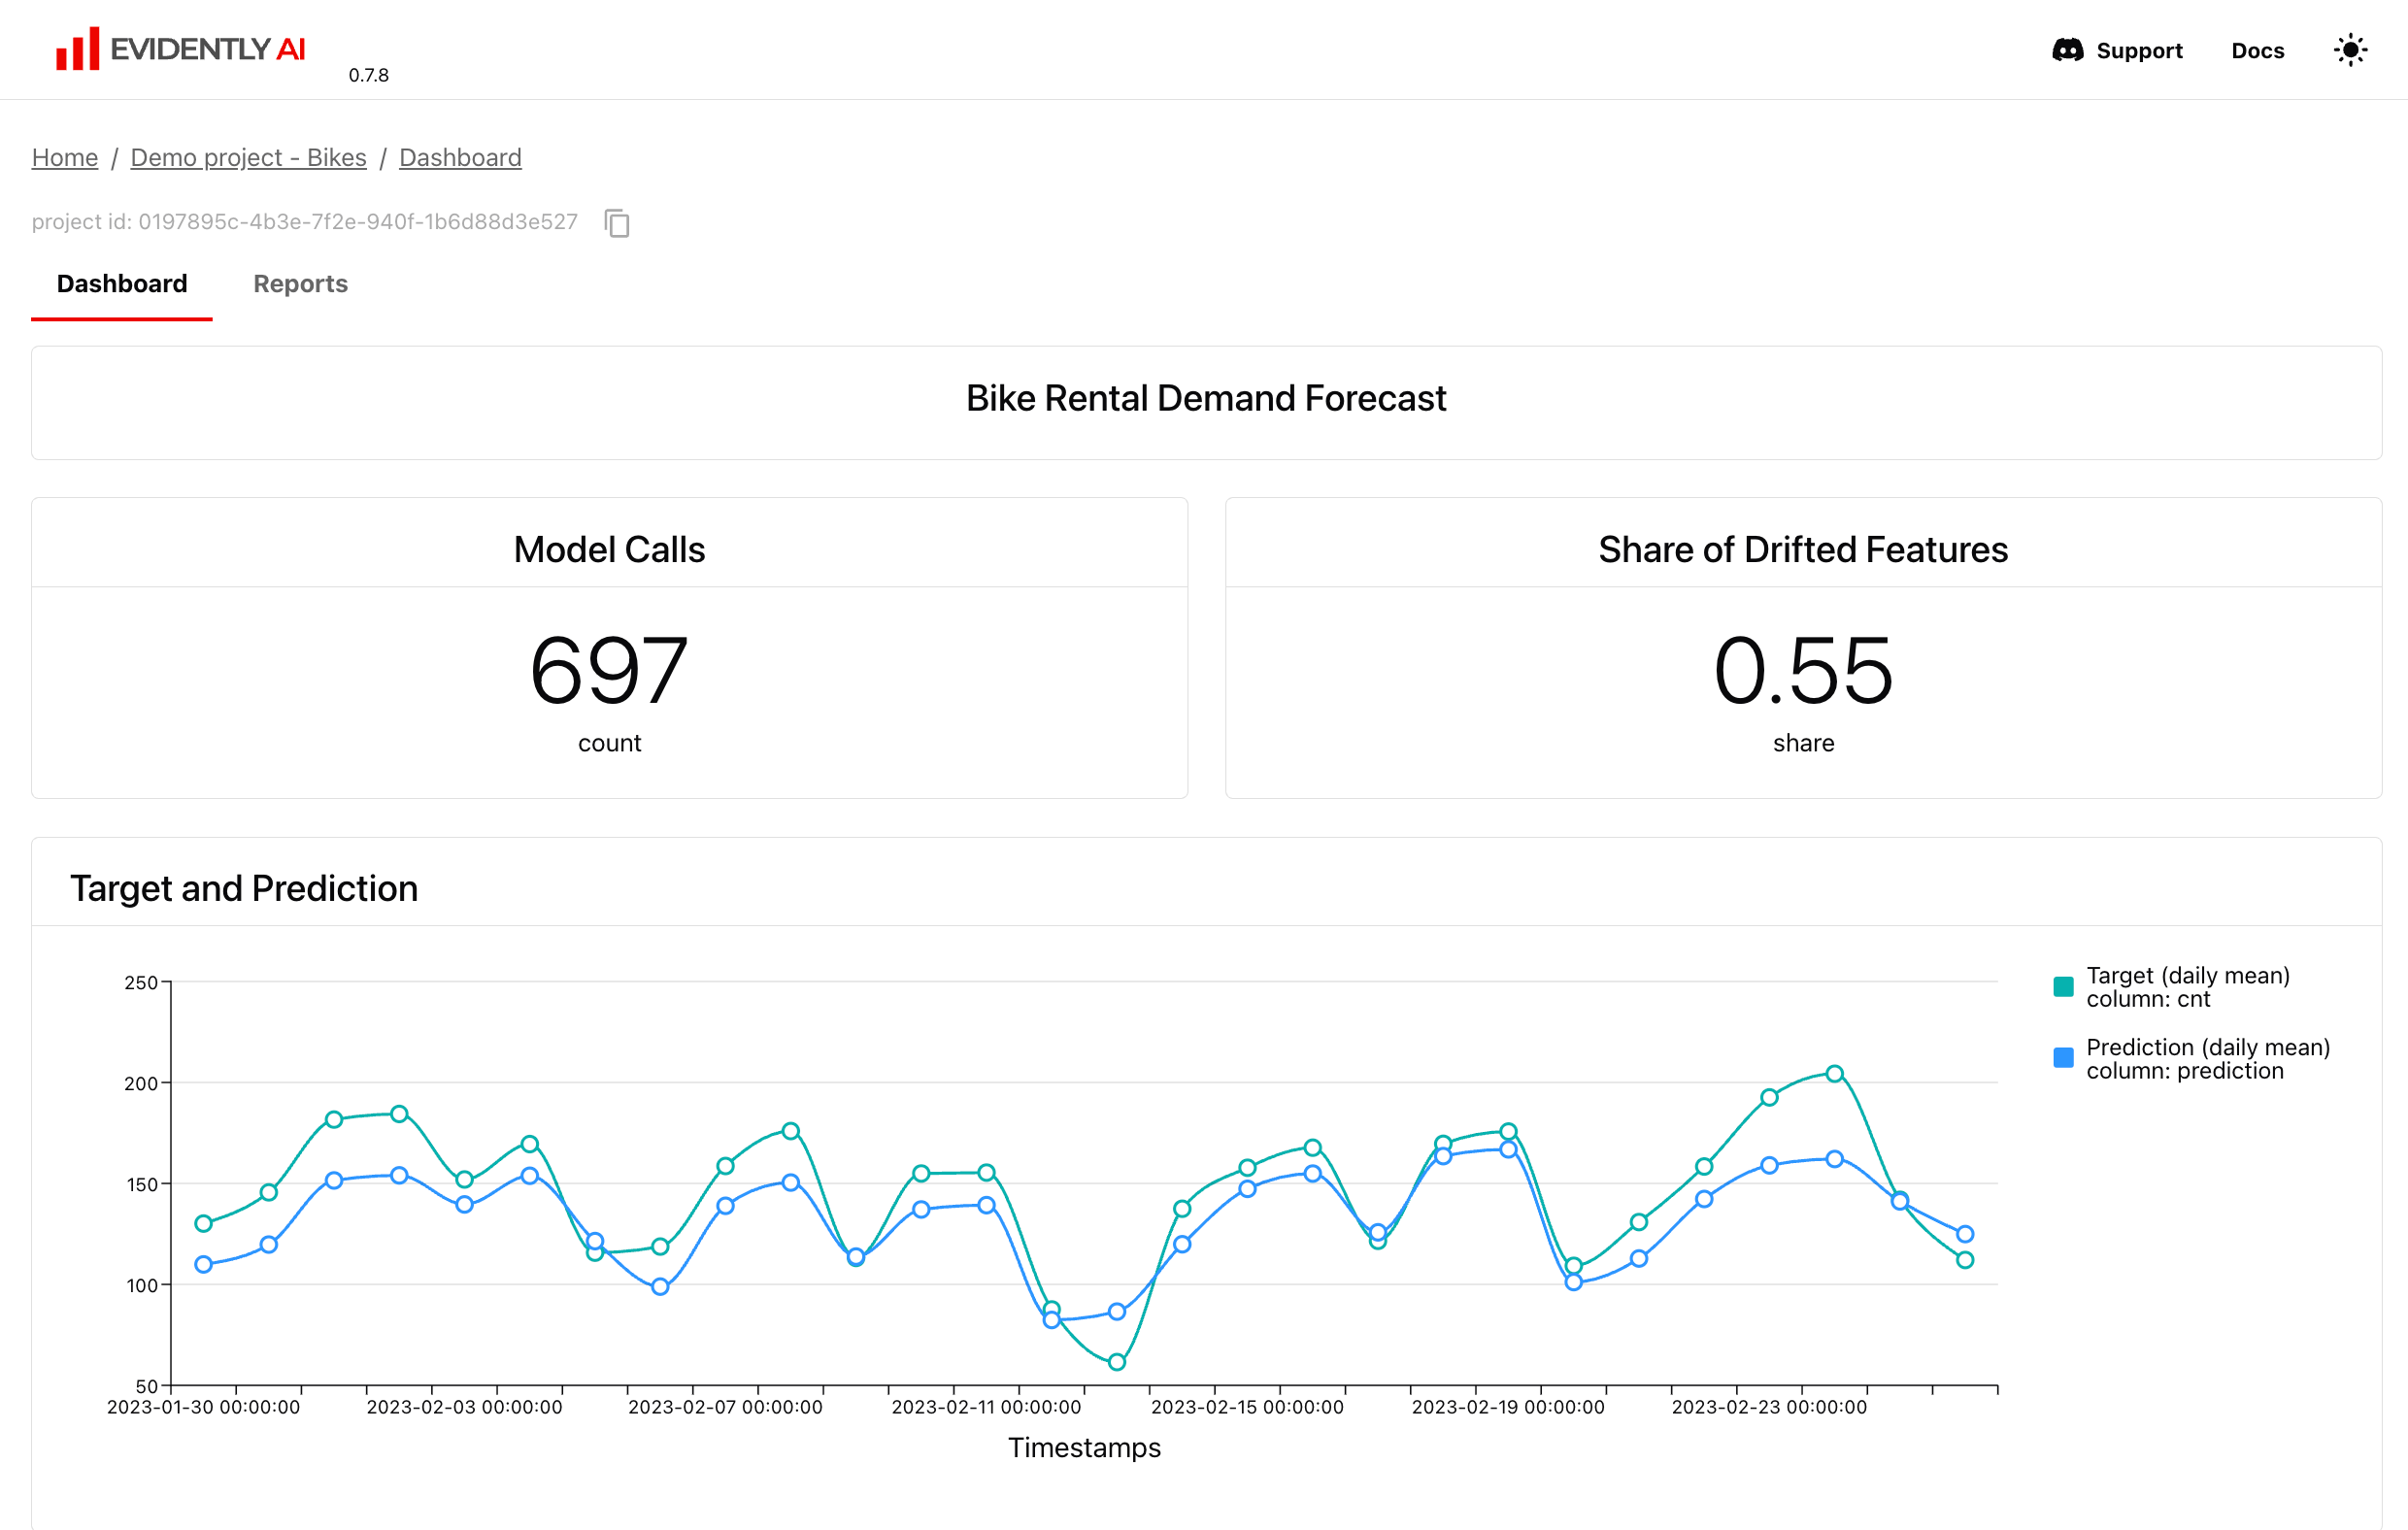 EVIDENTLY AI
0.7.8
Support
Docs
Home / Demo project - Bikes / Dashboard
project id: 0197895c-4b3e-7f2e-940f-1b6d88d3e527
Dashboard
Reports
Bike Rental Demand Forecast
Model Calls
697
count
Share of Drifted Features
0.55
share
Target and Prediction
250
200
150
100
50
2023-01-30 00:00:00
2023-02-03 00:00:00
2023-02-07 00:00:00
2023-02-11 00:00:00
2023-02-15 00:00:00
2023-02-19 00:00:00
2023-02-23 00:00:00
Timestamps
Target (daily mean)
column: cnt
Prediction (daily mean)
column: prediction